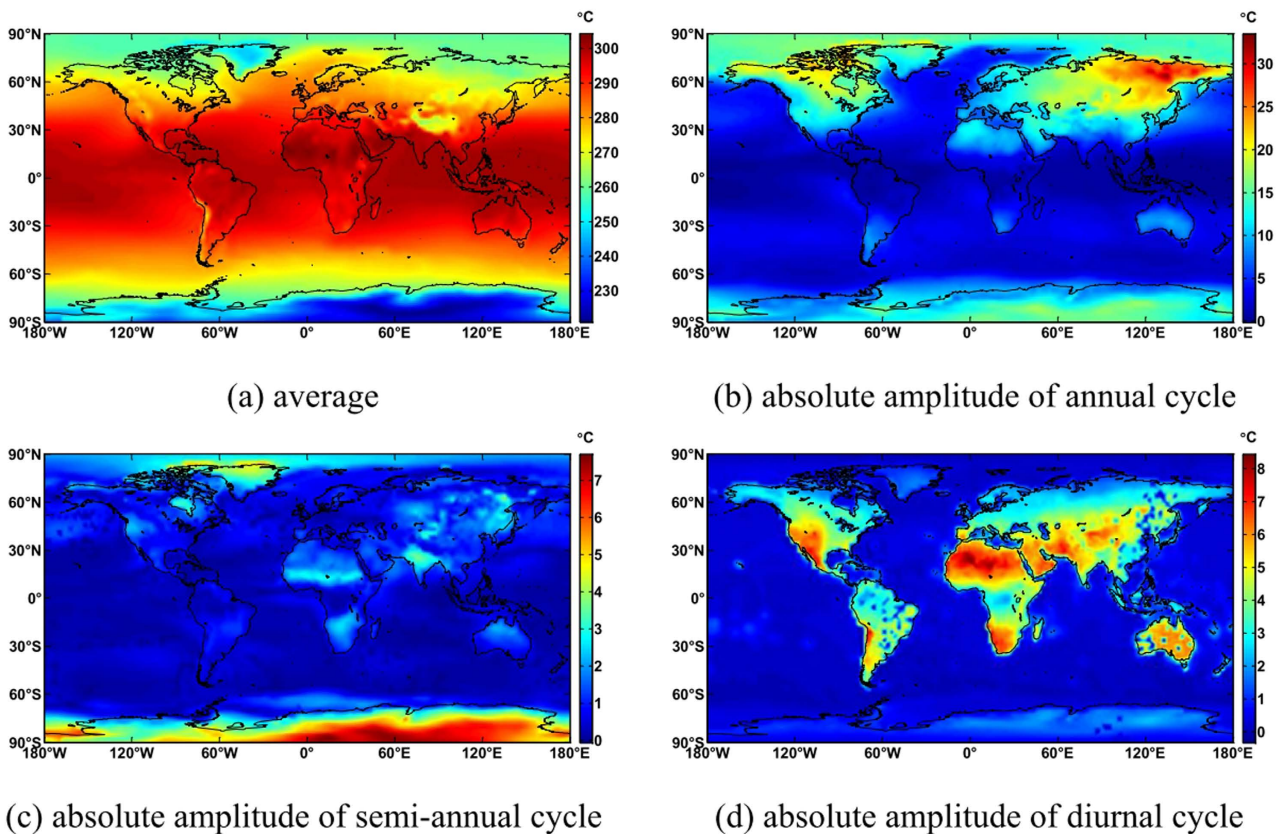 °C
90°N
60°N
30°N
0°
30°S
60°S
90°S
180°W 120°W 60°W 0° 60°E 120°E 180°E
300
290
280
270
260
250
240
230
(a) average
°C
90°N
60°N
30°N
0°
30°S
60°S
90°S
180°W 120°W 60°W 0° 60°E 120°E 180°E
30
25
20
15
10
5
0
(b) absolute amplitude of annual cycle
°C
90°N
60°N
30°N
0°
30°S
60°S
90°S
180°W 120°W 60°W 0° 60°E 120°E 180°E
7
6
5
4
3
2
1
0
(c) absolute amplitude of semi-annual cycle
°C
90°N
60°N
30°N
0°
30°S
60°S
90°S
180°W 120°W 60°W 0° 60°E 120°E 180°E
8
7
6
5
4
3
2
1
0
(d) absolute amplitude of diurnal cycle